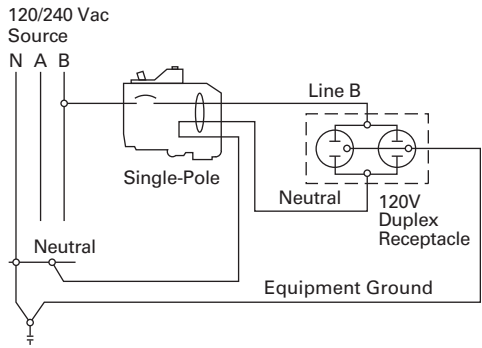 120/240 Vac
Source
N A B
Line B
Single-Pole
Neutral
120V
Duplex
Receptacle
Neutral
Equipment Ground